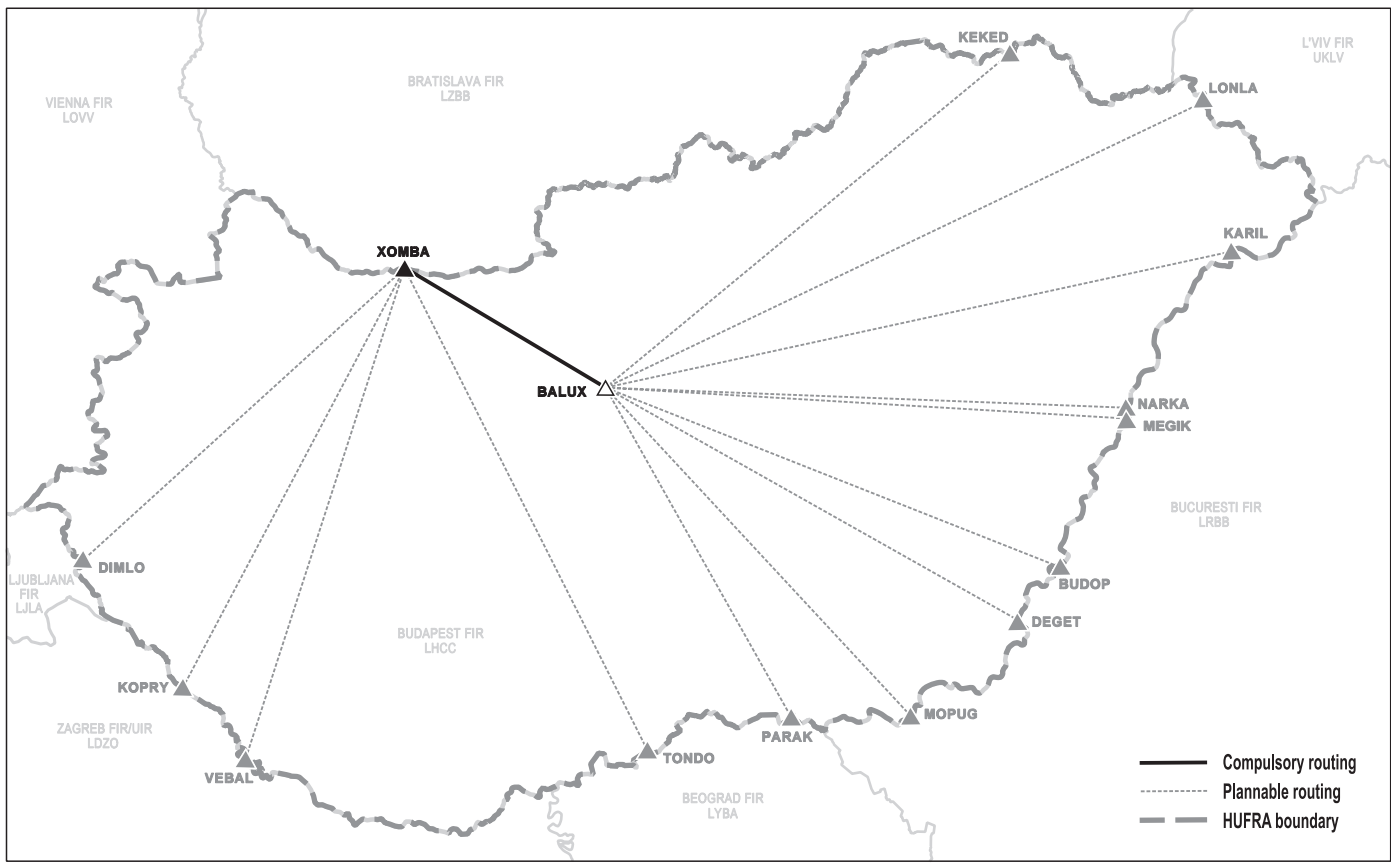 KEKED
L'VIV FIR
UKLV
BRATISLAVA FIR
LZBB
VIENNA FIR
LOVV
LONLA
KARIL
XOMBA
BALUX
NARKA
MEGIK
BUCURESTI FIR
LRBB
DIMLO
LJUBLJANA
FIR
LJLA
BUDOP
DEGET
BUDAPEST FIR
LHCC
KOPRY
MOPUG
ZAGREB FIR/UIR
LDZO
PARAK
TONDO
VEBAL
BEOGRAD FIR
LYBA
Compulsory routing
Plannable routing
HUFRA boundary